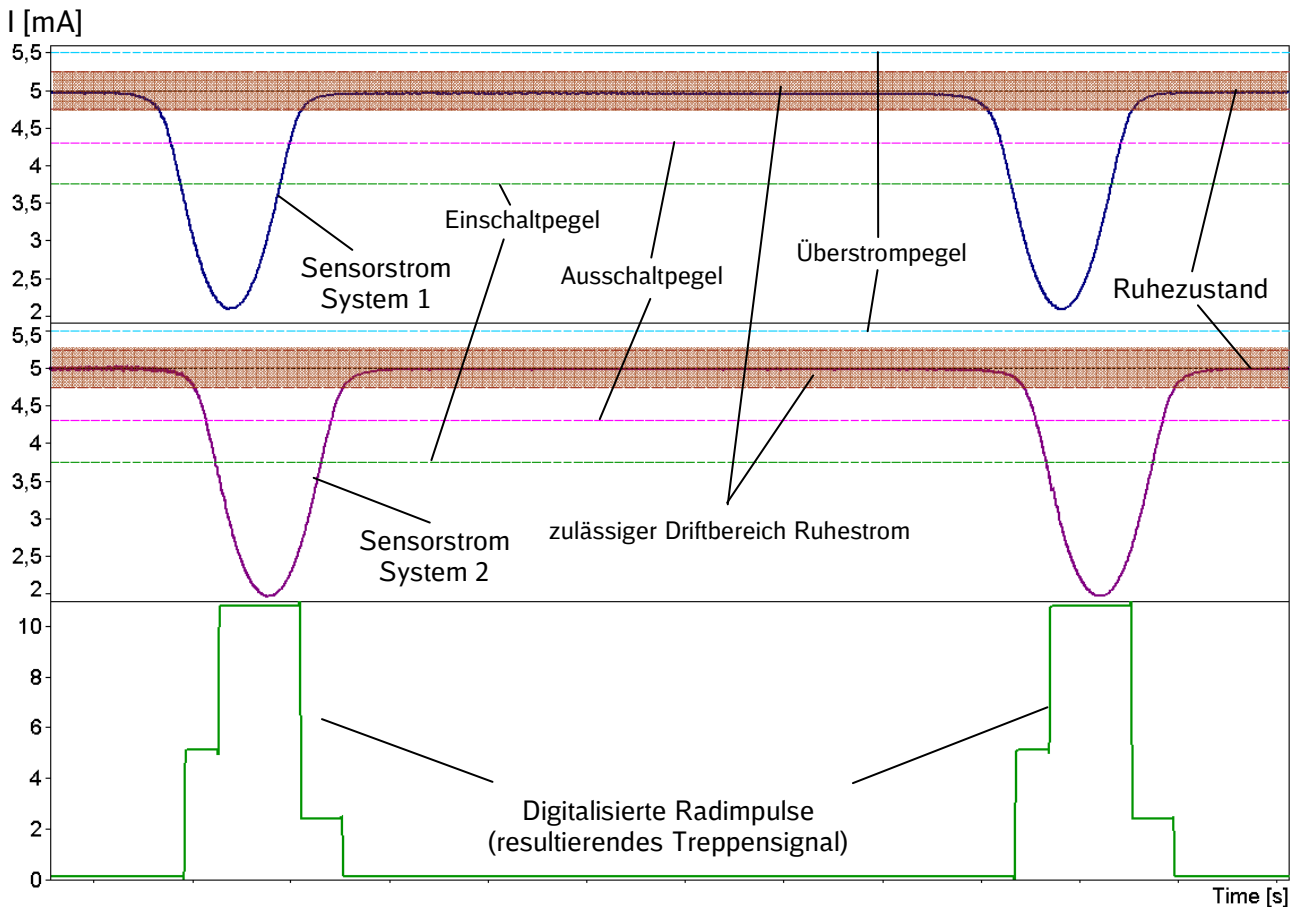 I [mA]
5,5
5
4,5
4
3,5
3
2,5
2
Einschaltpegel
Sensorstrom
System 1
Ausschaltpegel
Überstrompegel
Ruhezustand
5,5
5
4,5
4
3,5
3
2,5
2
Sensorstrom
System 2
zulässiger Driftbereich Ruhestrom
10
8
6
4
2
0
Digitalisierte Radimpulse
(resultierendes Treppensignal)
Time [s]